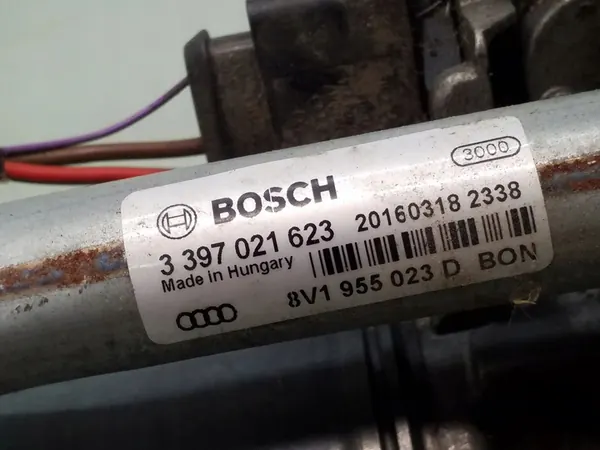 3000
BOSCH
3 397 021 623 20160318 2338
Made in Hungary
8V1 955 023 D BON